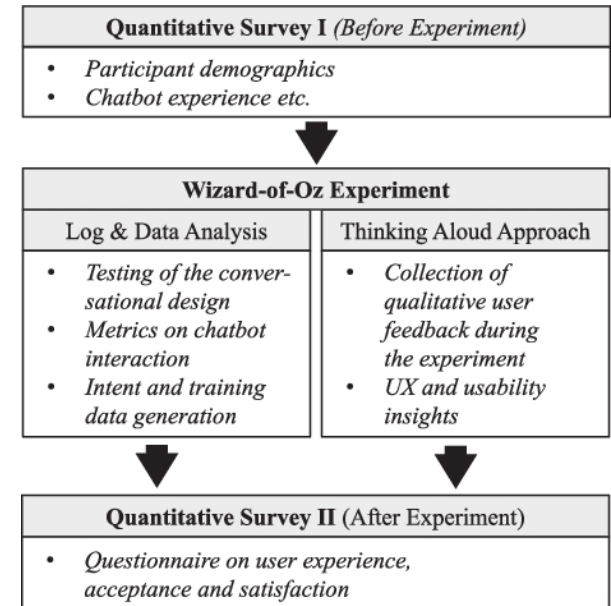 Quantitative Survey I (Before Experiment)
• Participant demographics
• Chatbot experience etc.
Wizard-of-Oz Experiment
Log & Data Analysis
• Testing of the conver-
sational design
• Metrics on chatbot
interaction
• Intent and training
data generation
Thinking Aloud Approach
• Collection of
qualitative user
feedback during
the experiment
• UX and usability
insights
Quantitative Survey II (After Experiment)
• Questionnaire on user experience,
acceptance and satisfaction